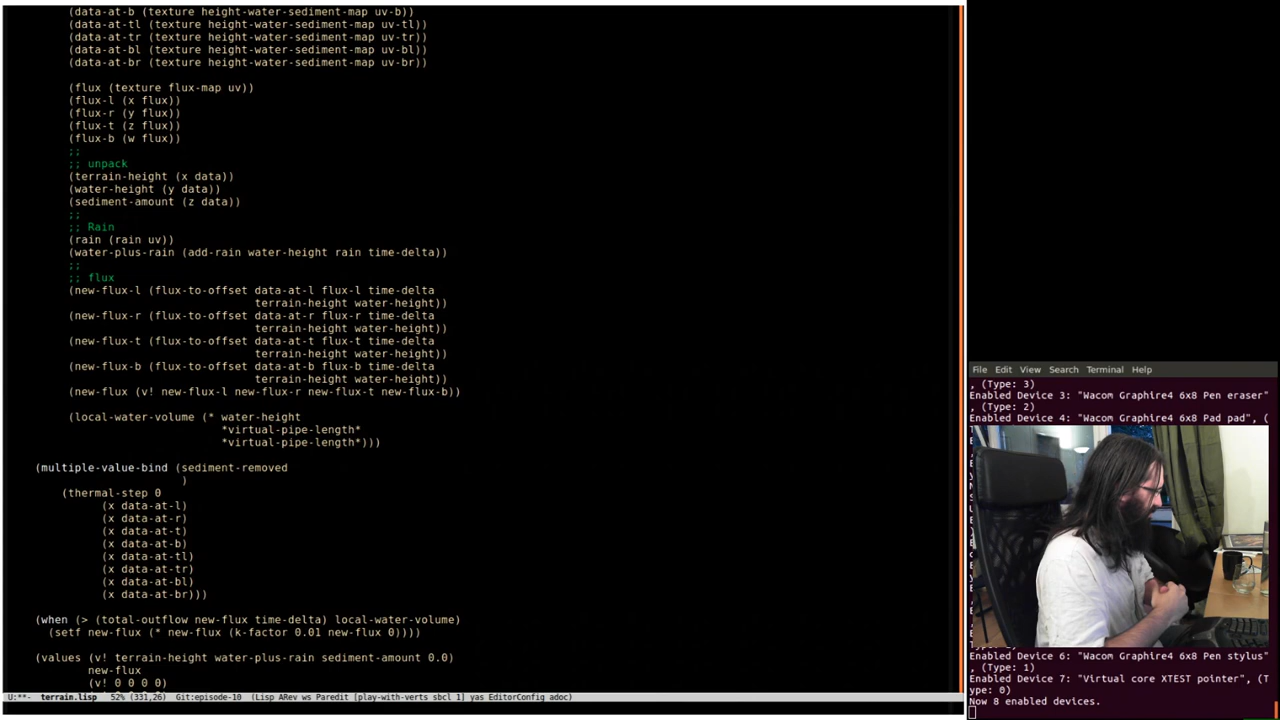 (data-at-b (texture height-water-sediment-map uv-b))
(data-at-tl (texture height-water-sediment-map uv-tl))
(data-at-tr (texture height-water-sediment-map uv-tr))
(data-at-bl (texture height-water-sediment-map uv-bl))
(data-at-br (texture height-water-sediment-map uv-br))
(flux (texture flux-map uv))
(flux-l (x flux))
(flux-r (y flux))
(flux-t (z flux))
(flux-b (w flux))
;;
;; unpack
(terrain-height (x data))
(water-height (y data))
(sediment-amount (z data))
;;
;; Rain
(rain (rain uv))
(water-plus-rain (add-rain water-height rain time-delta))
;;
;; flux
(new-flux-l (flux-to-offset data-at-l flux-l time-delta
terrain-height water-height))
(new-flux-r (flux-to-offset data-at-r flux-r time-delta
terrain-height water-height))
(new-flux-t (flux-to-offset data-at-t flux-t time-delta
terrain-height water-height))
(new-flux-b (flux-to-offset data-at-b flux-b time-delta
terrain-height water-height))
(new-flux (v! new-flux-l new-flux-r new-flux-t new-flux-b))
(local-water-volume (* water-height
*virtual-pipe-length*
*virtual-pipe-length*)))
(multiple-value-bind (sediment-removed
)
(thermal-step 0
(x data-at-l)
(x data-at-r)
(x data-at-t)
(x data-at-b)
(x data-at-tl)
(x data-at-tr)
(x data-at-bl)
(x data-at-br)))
(when (> (total-outflow new-flux time-delta) local-water-volume)
(setf new-flux (* new-flux (k-factor 0.01 new-flux 0))))
(values (v! terrain-height water-plus-rain sediment-amount 0.0)
new-flux
(v! 0 0 0 0)
U:**- terrain.lisp 52% (331,26) Git:episode-10 (Lisp ARev ws Paredit [play-with-verts sbcl 1] yas EditorConfig adoc)
File Edit View Search Terminal Help
, (Type: 3)
Enabled Device 3: "Wacom Graphire4 6x8 Pen eraser"
, (Type: 2)
Enabled Device 4: "Wacom Graphire4 6x8 Pad pad", (
Enabled Device 6: "Wacom Graphire4 6x8 Pen stylus"
, (Type: 1)
Enabled Device 7: "Virtual core XTEST pointer", (T
ype: 0)
Now 8 enabled devices.